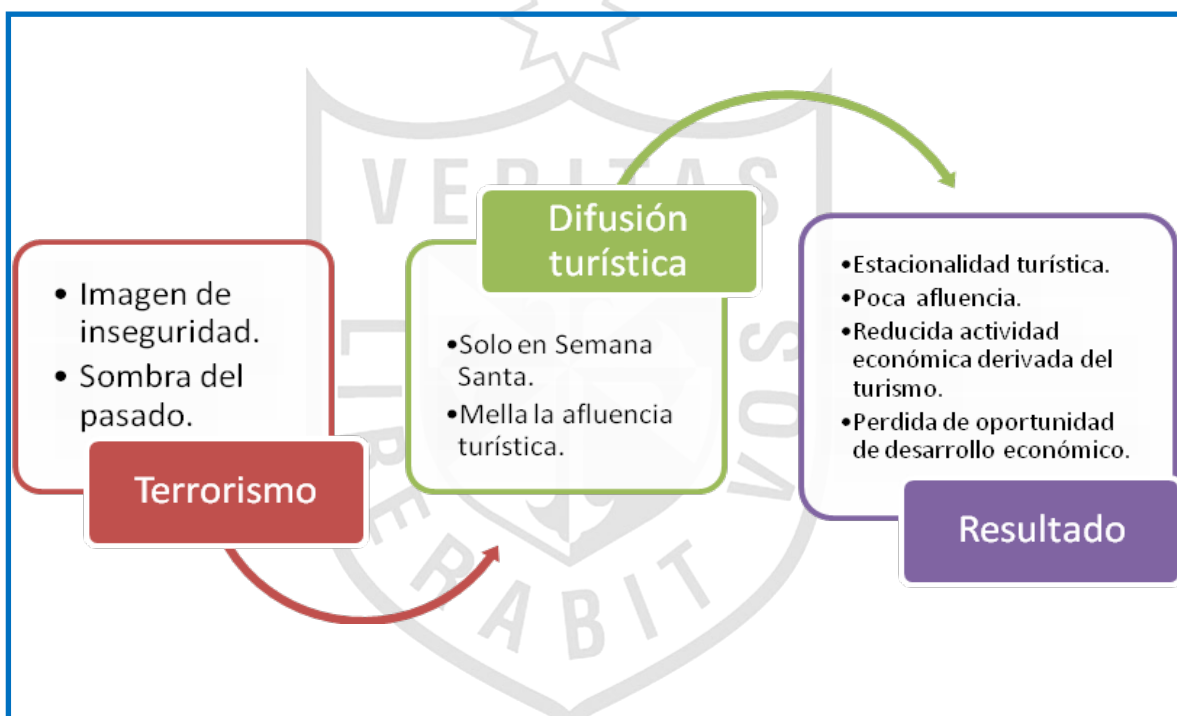 • Imagen de
inseguridad.
• Sombra del
pasado.
Terrorismo
Difusión
turística
•Solo en Semana
Santa.
•Mella la afluencia
turística.
•Estacionalidad turística.
•Poca afluencia.
•Reducida actividad
económica derivada del
turismo.
•Perdida de oportunidad
de desarrollo económico.
Resultado
VERITAS
LIBERABIT
VOS